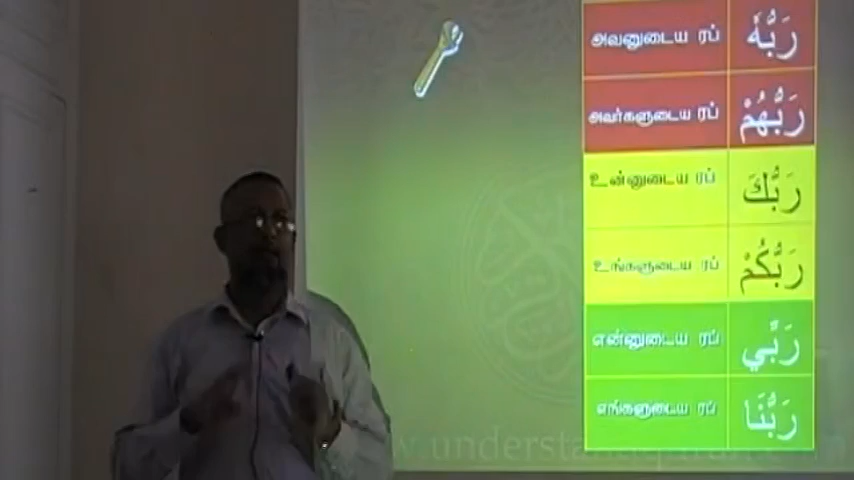 அவனுடைய ரப் رَبُّهُ
அவர்களுடைய ரப் رَبُّهُمْ
உன்னுடைய ரப் رَبُّكَ
உங்களுடைய ரப் رَبُّكُمْ
என்னுடைய ரப் رَبِّي
எங்களுடைய ரப் رَبُّنَا